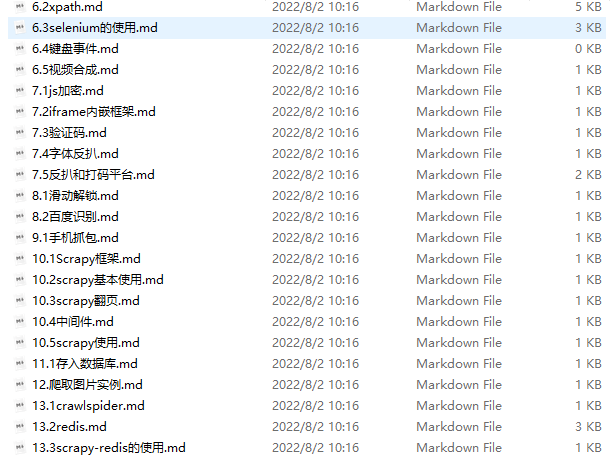 6.2xpath.md 2022/8/2 10:16 Markdown File 5 KB
6.3selenium的使用.md 2022/8/2 10:16 Markdown File 3 KB
6.4键盘事件.md 2022/8/2 10:16 Markdown File 0 KB
6.5视频合成.md 2022/8/2 10:16 Markdown File 1 KB
7.1js加密.md 2022/8/2 10:16 Markdown File 1 KB
7.2iframe内嵌框架.md 2022/8/2 10:16 Markdown File 1 KB
7.3验证码.md 2022/8/2 10:16 Markdown File 1 KB
7.4字体反扒.md 2022/8/2 10:16 Markdown File 1 KB
7.5反扒和打码平台.md 2022/8/2 10:16 Markdown File 2 KB
8.1滑动解锁.md 2022/8/2 10:16 Markdown File 1 KB
8.2百度识别.md 2022/8/2 10:16 Markdown File 1 KB
9.1手机抓包.md 2022/8/2 10:16 Markdown File 1 KB
10.1Scrapy框架.md 2022/8/2 10:16 Markdown File 1 KB
10.2scrapy基本使用.md 2022/8/2 10:16 Markdown File 1 KB
10.3scrapy翻页.md 2022/8/2 10:16 Markdown File 1 KB
10.4中间件.md 2022/8/2 10:16 Markdown File 1 KB
10.5scrapy使用.md 2022/8/2 10:16 Markdown File 1 KB
11.1存入数据库.md 2022/8/2 10:16 Markdown File 1 KB
12.爬取图片实例.md 2022/8/2 10:16 Markdown File 1 KB
13.1crawlspider.md 2022/8/2 10:16 Markdown File 1 KB
13.2redis.md 2022/8/2 10:16 Markdown File 3 KB
13.3scrapy-redis的使用.md 2022/8/2 10:16 Markdown File 1 KB